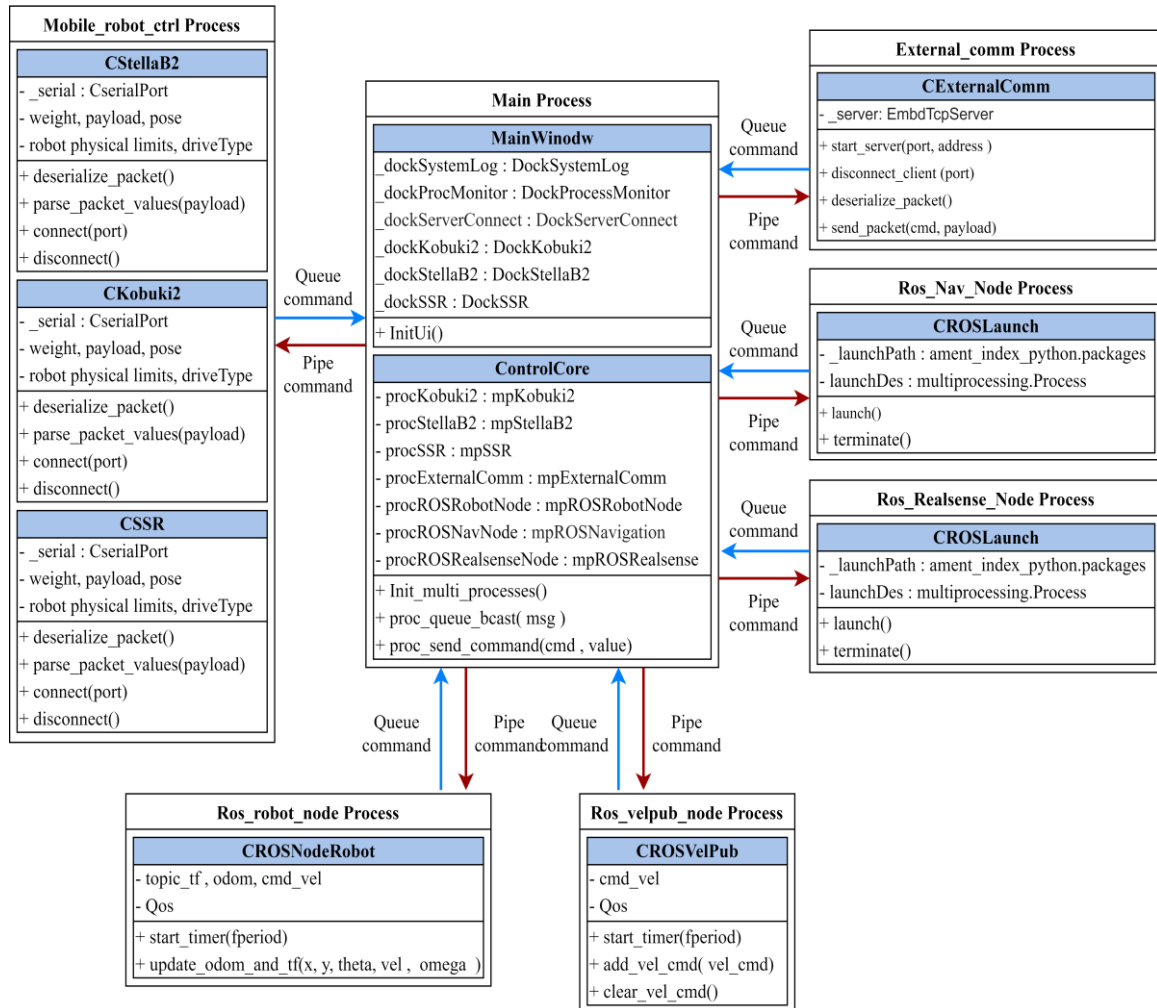 Mobile_robot_ctrl Process
CStellaB2
- _serial : CserialPort
- weight, payload, pose
- robot physical limits, driveType
+ deserialize_packet()
+ parse_packet_values(payload)
+ connect(port)
+ disconnect()
CKobuki2
- _serial : CserialPort
- weight, payload, pose
- robot physical limits, driveType
+ deserialize_packet()
+ parse_packet_values(payload)
+ connect(port)
+ disconnect()
CSSR
- _serial : CserialPort
- weight, payload, pose
- robot physical limits, driveType
+ deserialize_packet()
+ parse_packet_values(payload)
+ connect(port)
+ disconnect()
Queue
command
Pipe
command
Main Process
MainWinodw
_dockSystemLog : DockSystemLog
_dockProcMonitor : DockProcessMonitor
_dockServerConnect : DockServerConnect
_dockKobuki2 : DockKobuki2
_dockStellaB2 : DockStellaB2
_dockSSR : DockSSR
+ InitUi()
ControlCore
- procKobuki2 : mpKobuki2
- procStellaB2 : mpStellaB2
- procSSR : mpSSR
- procExternalComm : mpExternalComm
- procROSRobotNode : mpROSRobotNode
- procROSNavNode : mpROSNavigation
- procROSRealsenseNode : mpROSRealsense
+ Init_multi_processes()
+ proc_queue_bcast( msg )
+ proc_send_command(cmd , value)
Queue
command
Pipe
command
External_comm Process
CExternalComm
- _server: EmbdTcpServer
+ start_server(port, address )
+ disconnect_client (port)
+ deserialize_packet()
+ send_packet(cmd, payload)
Queue
command
Pipe
command
Ros_Nav_Node Process
CROSLaunch
- _launchPath : ament_index_python.packages
- launchDes : multiprocessing.Process
+ launch()
+ terminate()
Queue
command
Pipe
command
Ros_Realsense_Node Process
CROSLaunch
- _launchPath : ament_index_python.packages
- launchDes : multiprocessing.Process
+ launch()
+ terminate()
Queue
command
Pipe
command
Queue
command
Pipe
command
Ros_robot_node Process
CROSNodeRobot
- topic_tf , odom, cmd_vel
- Qos
+ start_timer(fperiod)
+ update_odom_and_tf(x, y, theta, vel , omega )
Ros_velpub_node Process
CROSVelPub
- cmd_vel
- Qos
+ start_timer(fperiod)
+ add_vel_cmd( vel_cmd)
+ clear_vel_cmd()